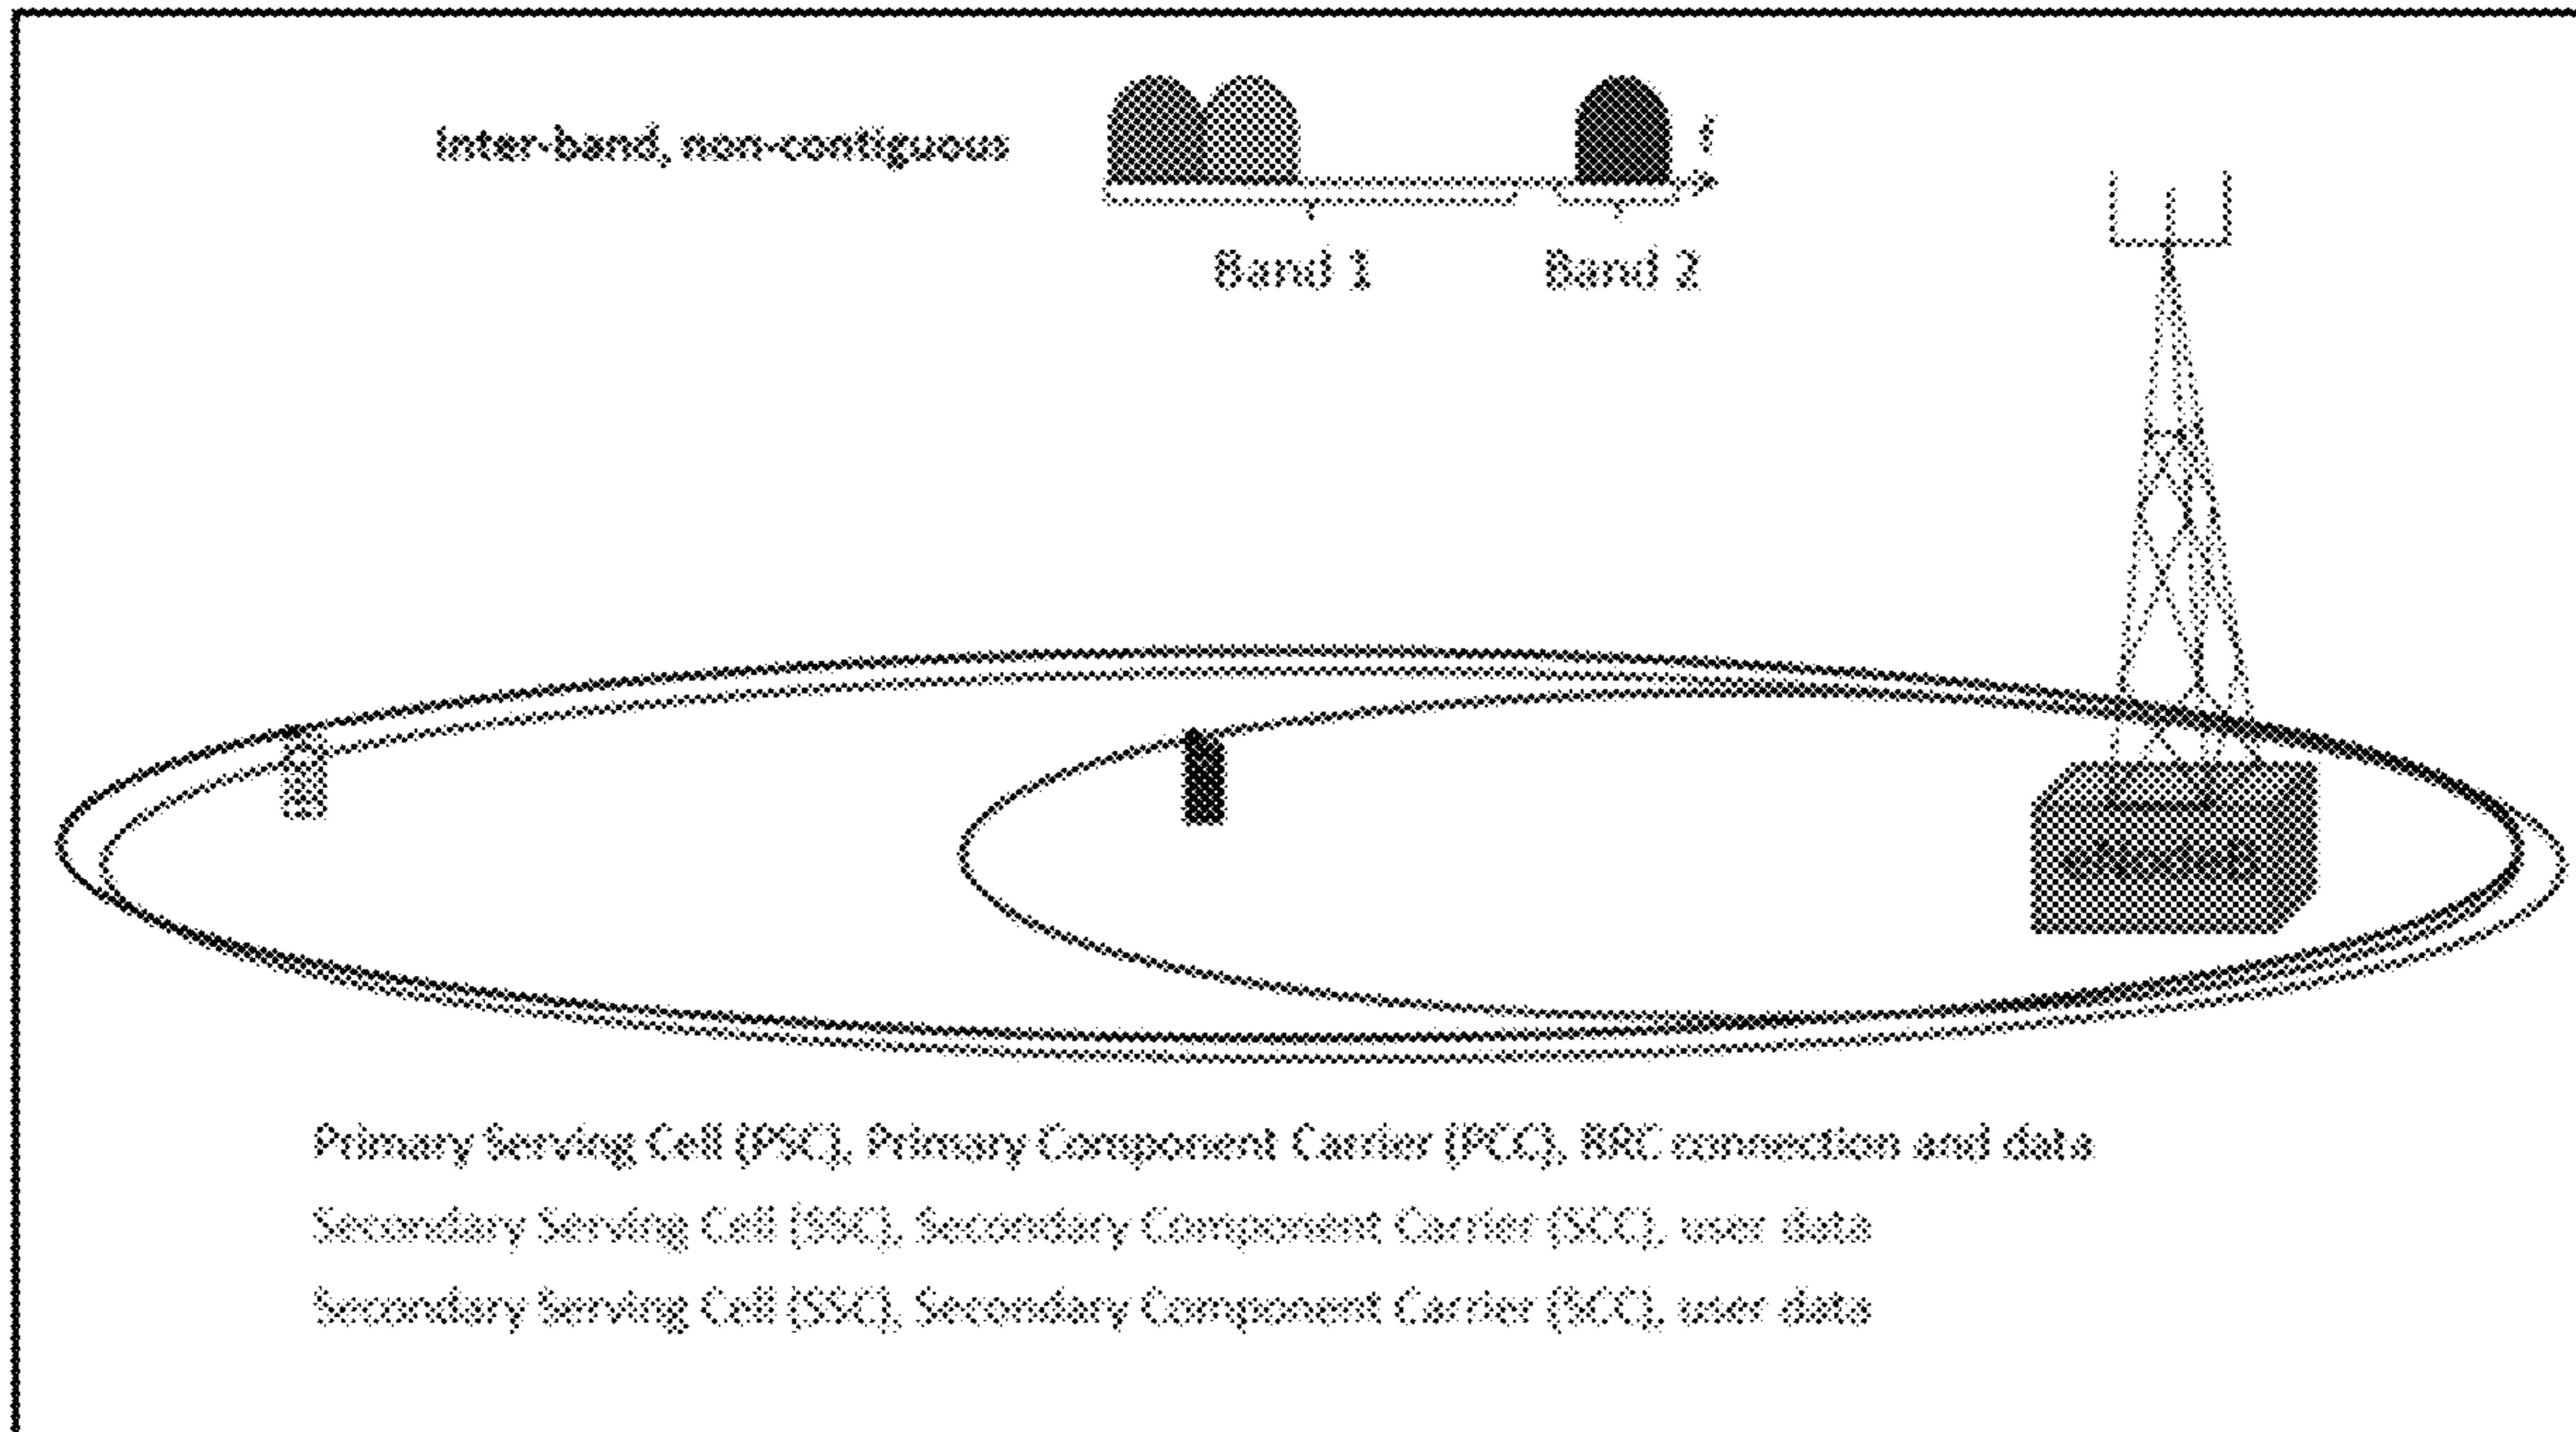 Inter-band, non-contiguous
f
Band 1
Band 2
Primary Serving Cell (PSC), Primary Component Carrier (PCC), RRC connection and data
Secondary Serving Cell (SSC), Secondary Component Carrier (SCC), user data
Secondary Serving Cell (SSC), Secondary Component Carrier (SCC), user data